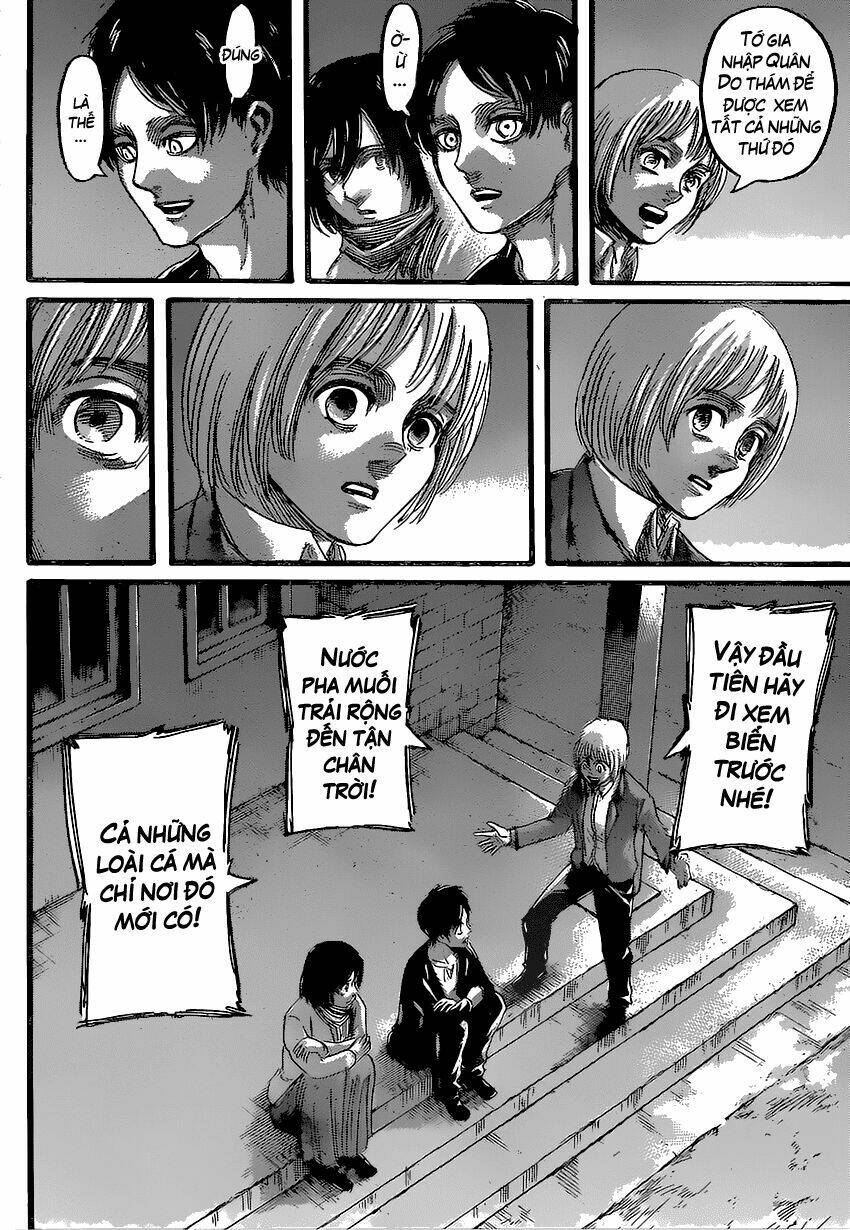 Tớ gia
nhập Quân
Do thám để
được xem
tất cả những
thứ đó
Ờ-
Ừ
...
Đúng
là thế
...
Vậy đầu
tiên hãy
đi xem
biển
trước
nhé!
Nước
pha muối
trải rộng
đến tận
chân
trời!
Cả những
loài cá mà
chỉ nơi đó
mới có!